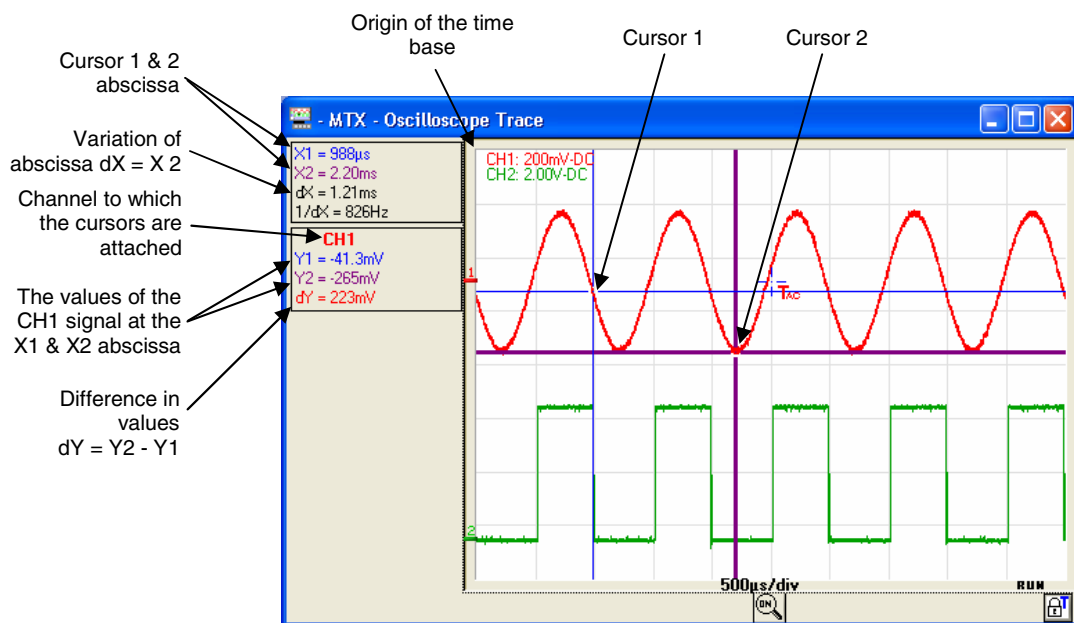 Origin of the time
base
Cursor 1
Cursor 2
Cursor 1 & 2
abscissa
Variation of
abscissa dX = X 2
Channel to which
the cursors are
attached
The values of the
CH1 signal at the
X1 & X2 abscissa
Difference in
values
dY = Y2 - Y1
- MTX - Oscilloscope Trace
X1 = 988µs
X2 = 2.20ms
dX = 1.21ms
1/dX = 826Hz
CH1
Y1 = -41.3mV
Y2 = -265mV
dY = 223mV
CH1: 200mV-DC
CH2: 2.00V-DC
1
TAC
2
500µs/div
RUN
ON
T